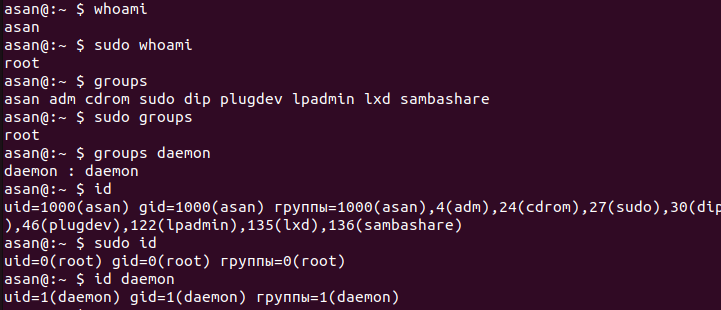 asan@:~ $ whoami
asan
asan@:~ $ sudo whoami
root
asan@:~ $ groups
asan adm cdrom sudo dip plugdev lpadmin lxd sambashare
asan@:~ $ sudo groups
root
asan@:~ $ groups daemon
daemon : daemon
asan@:~ $ id
uid=1000(asan) gid=1000(asan) группы=1000(asan),4(adm),24(cdrom),27(sudo),30(dip
),46(plugdev),122(lpadmin),135(lxd),136(sambashare)
asan@:~ $ sudo id
uid=0(root) gid=0(root) группы=0(root)
asan@:~ $ id daemon
uid=1(daemon) gid=1(daemon) группы=1(daemon)